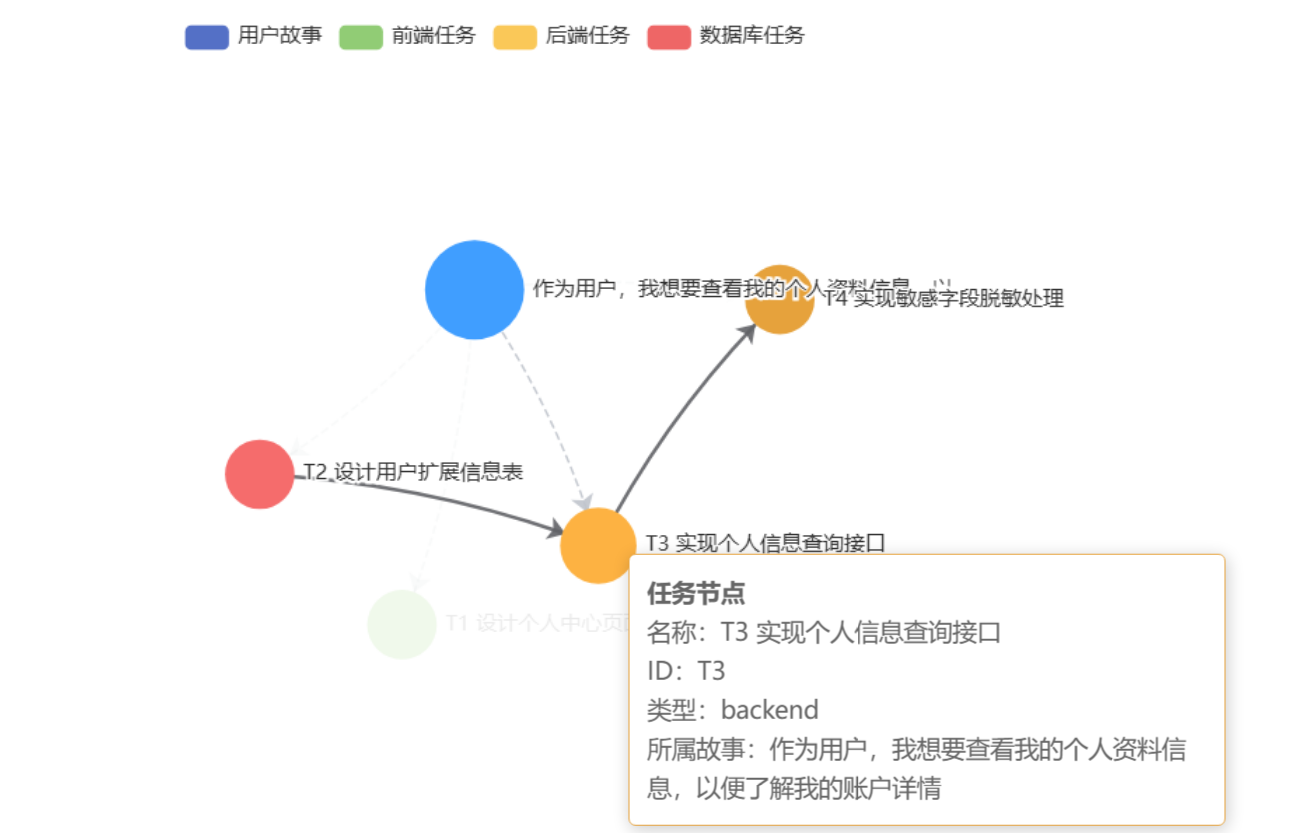 用户故事 前端任务 后端任务 数据库任务
作为用户，我想要查看我的个人资料信息，以
T4 实现敏感字段脱敏处理
T2 设计用户扩展信息表
T3 实现个人信息查询接口
T1 设计个人中心页面
任务节点
名称：T3 实现个人信息查询接口
ID：T3
类型：backend
所属故事：作为用户，我想要查看我的个人资料信
息，以便了解我的账户详情